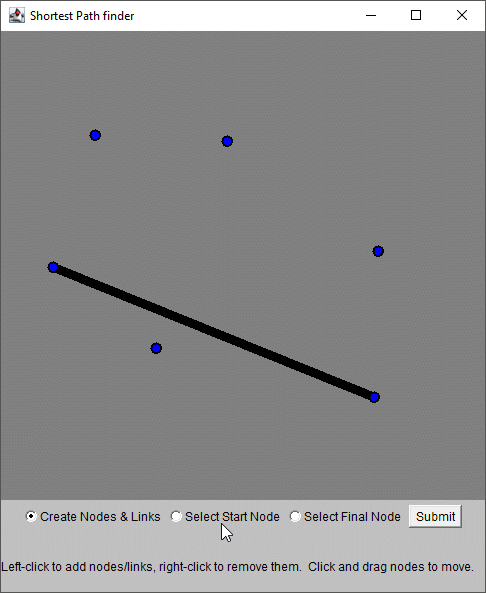 Shortest Path finder
Create Nodes & Links Select Start Node Select Final Node Submit
Left-click to add nodes/links, right-click to remove them. Click and drag nodes to move.